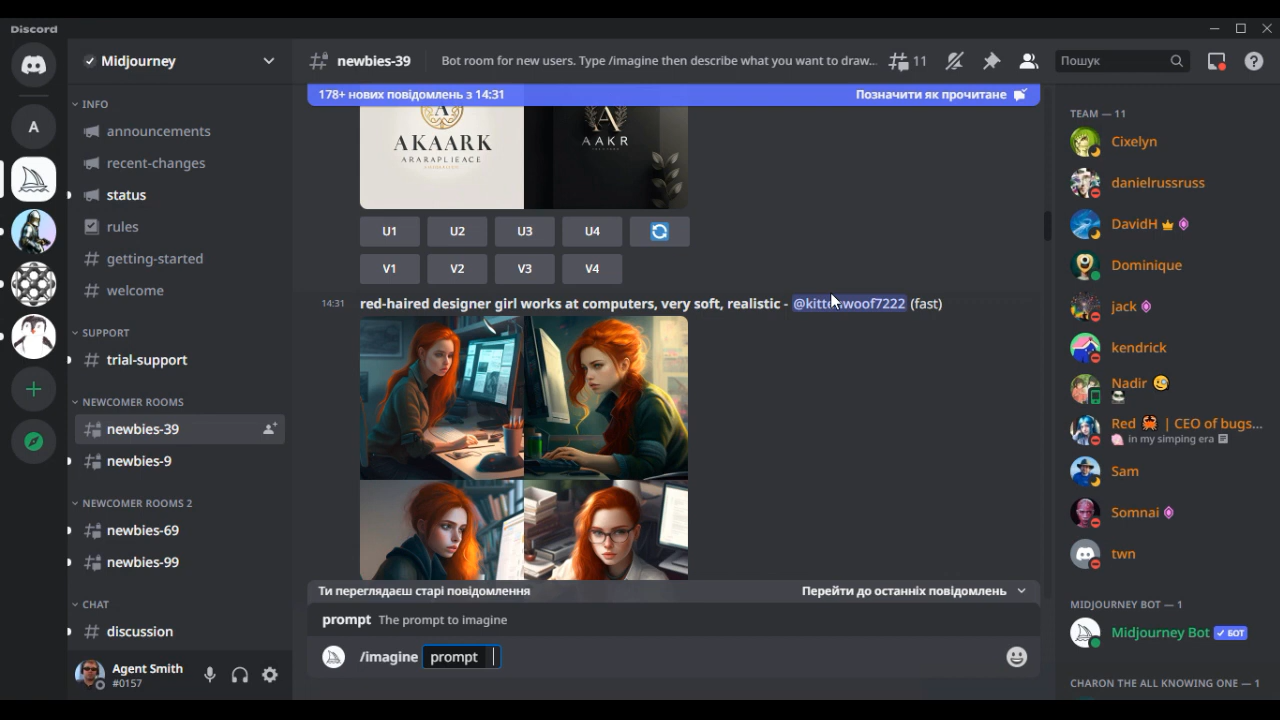 Discord
Midjourney
INFO
announcements
recent-changes
status
rules
getting-started
welcome
SUPPORT
trial-support
NEWCOMER ROOMS
newbies-39
newbies-9
NEWCOMER ROOMS 2
newbies-69
newbies-99
CHAT
discussion
Agent Smith
#0157
A
newbies-39
Bot room for new users. Type /imagine then describe what you want to draw...
11
Пошук
178+ нових повідомлень з 14:31
Позначити як прочитане
A
AKAARK
ARARAPLIEACE
A
AAKR
U1 U2 U3 U4
V1 V2 V3 V4
14:31 red-haired designer girl works at computers, very soft, realistic - (fast)
Ти переглядаєш старі повідомлення
Перейти до останніх повідомлень
prompt The prompt to imagine
/imagine prompt
TEAM — 11
Cixelyn
danielrussruss
DavidH
Dominique
jack
kendrick
Nadir
Red | CEO of bugs...
in my simping era
Sam
Somnai
twn
MIDJOURNEY BOT — 1
Midjourney Bot БОТ
CHARON THE ALL KNOWING ONE — 1